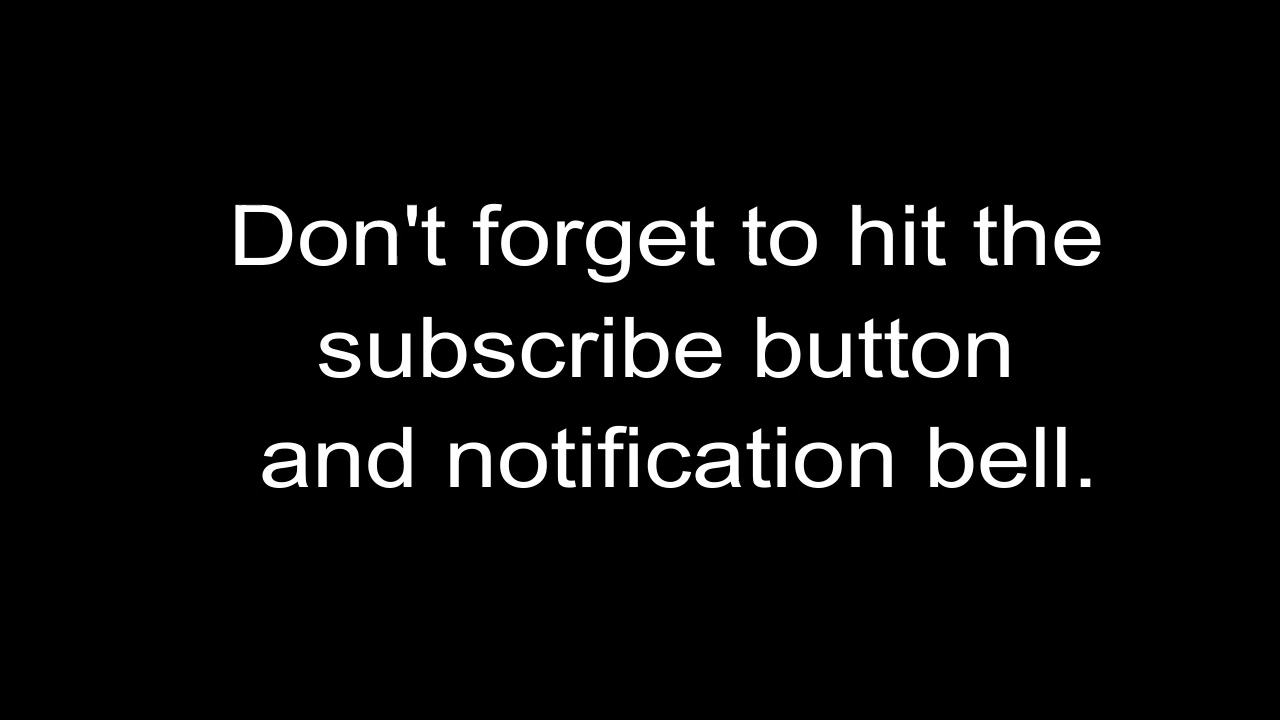 Don't forget to hit the
subscribe button
and notification bell.